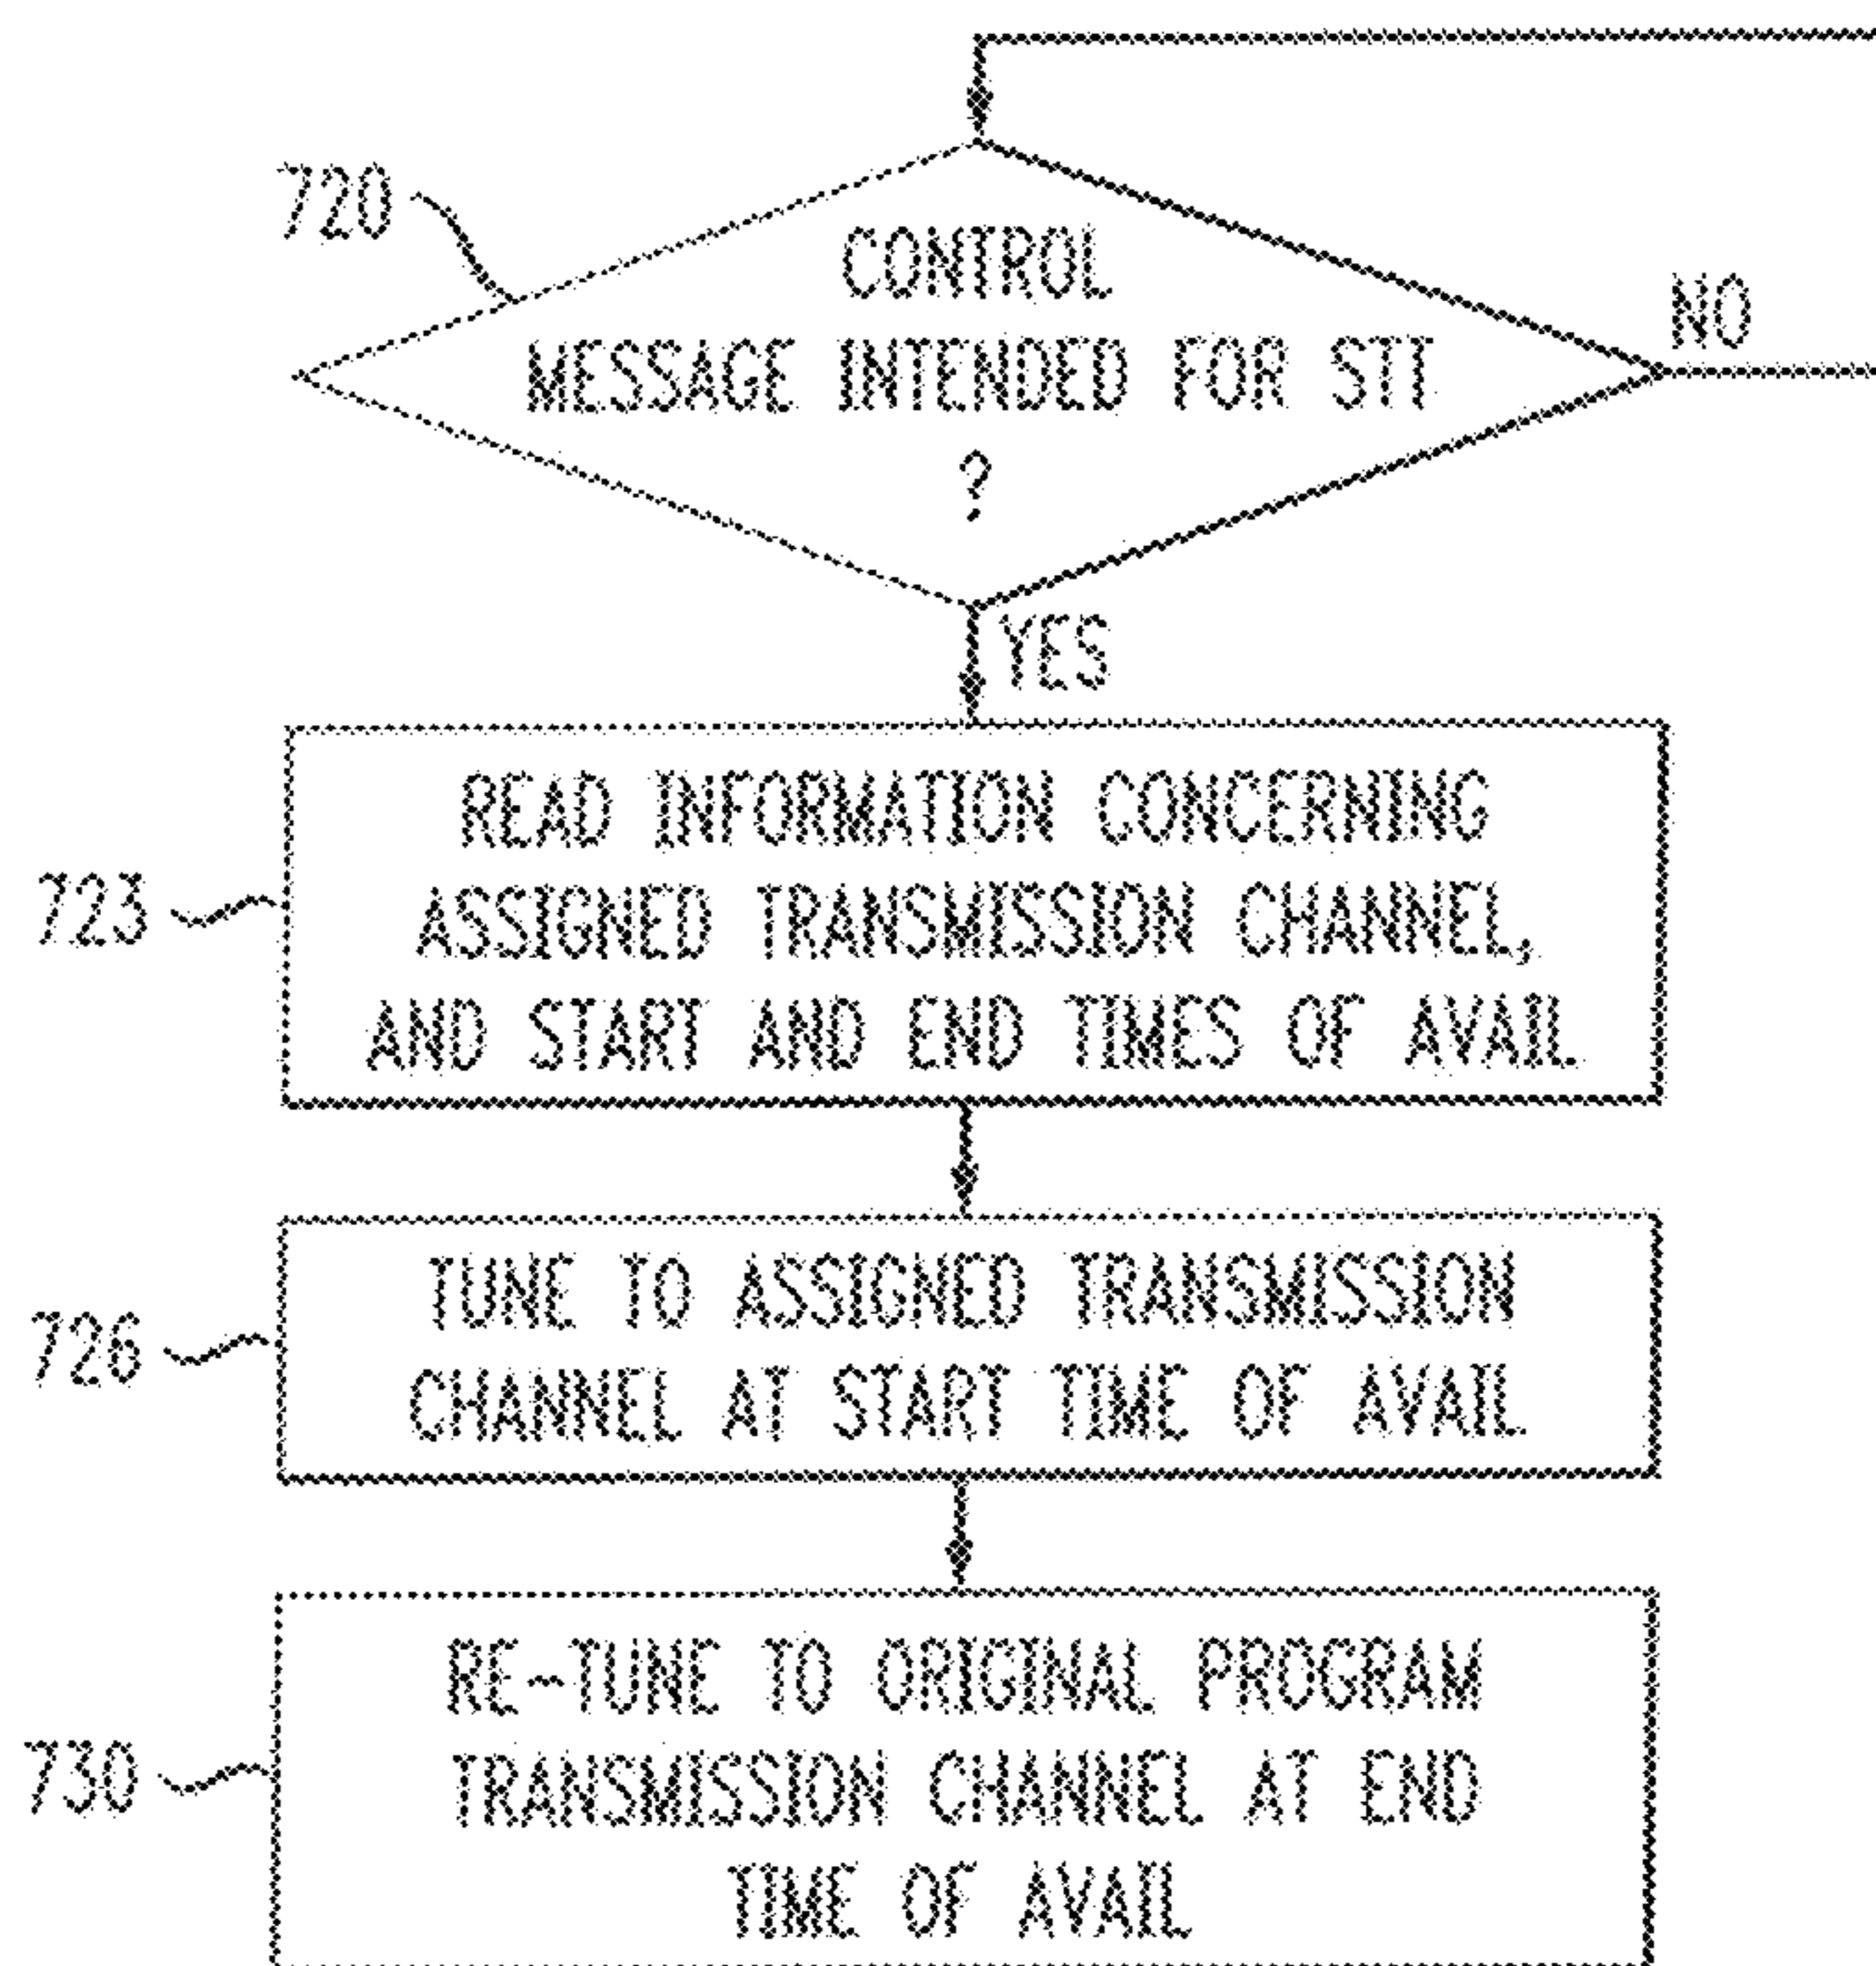 720
CONTROL
MESSAGE INTENDED FOR STT
?
NO
YES
723
READ INFORMATION CONCERNING
ASSIGNED TRANSMISSION CHANNEL,
AND START AND END TIMES OF AVAIL
726
TUNE TO ASSIGNED TRANSMISSION
CHANNEL AT START TIME OF AVAIL
730
RE-TUNE TO ORIGINAL PROGRAM
TRANSMISSION CHANNEL AT END
TIME OF AVAIL